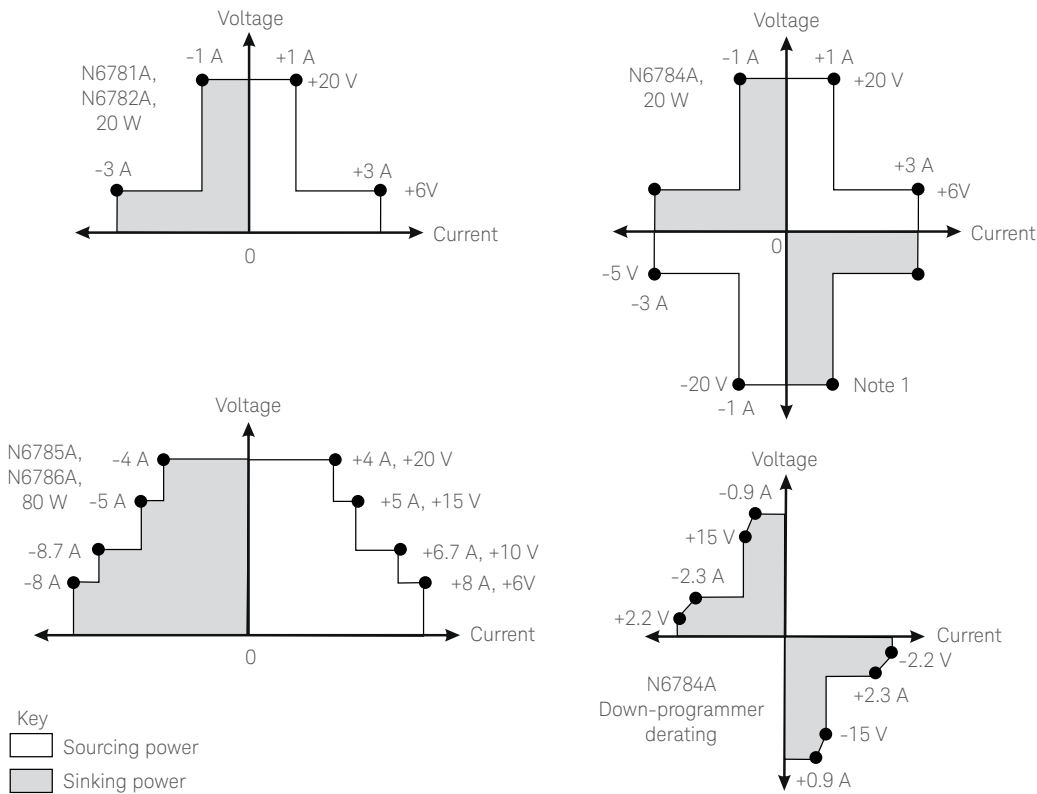 Voltage
-1 A
+1 A
N6781A,
N6782A,
20 W
+20 V
-3 A
+3 A
+6V
Current
0
Voltage
-1 A
+1 A
N6784A,
20 W
+20 V
+3 A
+6V
Current
0
-5 V
-3 A
-20 V
-1 A
Note 1
Voltage
N6785A,
N6786A,
80 W
-4 A
+4 A, +20 V
-5 A
+5 A, +15 V
-8.7 A
+6.7 A, +10 V
-8 A
+8 A, +6V
Current
0
Voltage
-0.9 A
+15 V
-2.3 A
+2.2 V
Current
-2.2 V
+2.3 A
-15 V
+0.9 A
N6784A
Down-programmer
derating
Key
Sourcing power
Sinking power